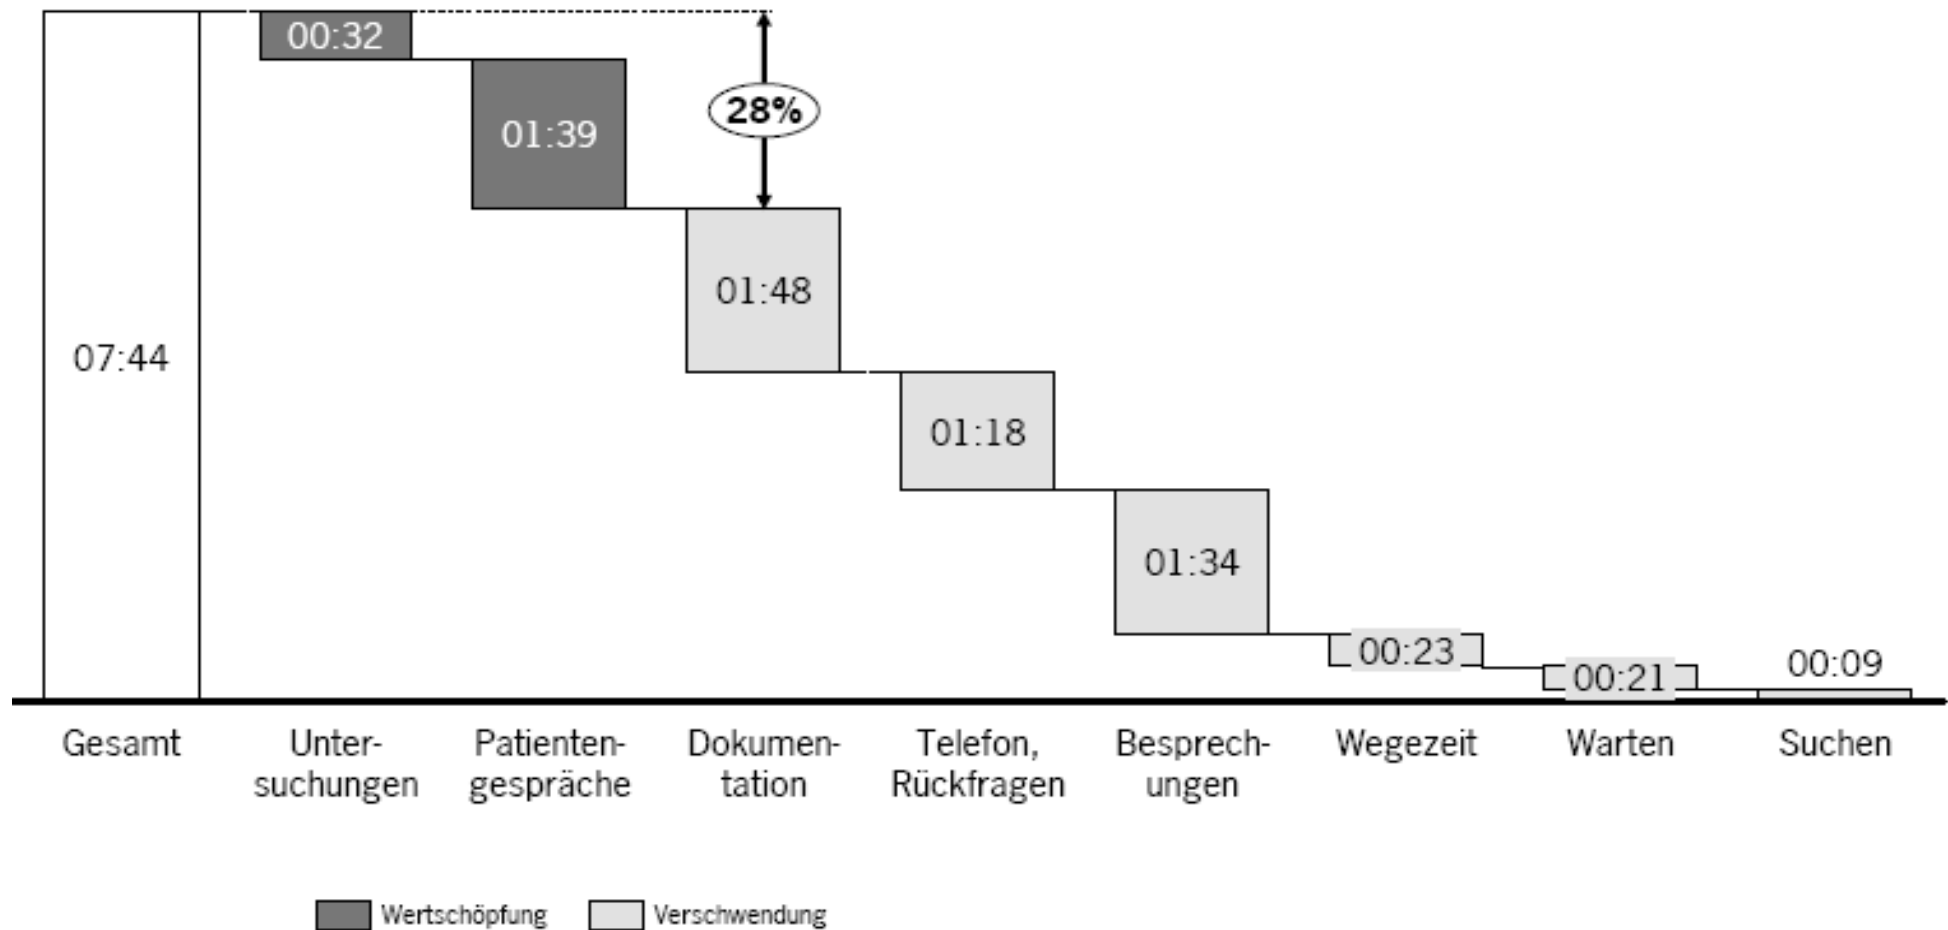 00:32
28%
01:39
01:48
07:44
01:18
01:34
00:23
00:21
00:09
Gesamt
Unter-
suchungen
Patienten-
gespräche
Dokumen-
tation
Telefon,
Rückfragen
Besprech-
ungen
Wegezeit
Warten
Suchen
Wertschöpfung
Verschwendung